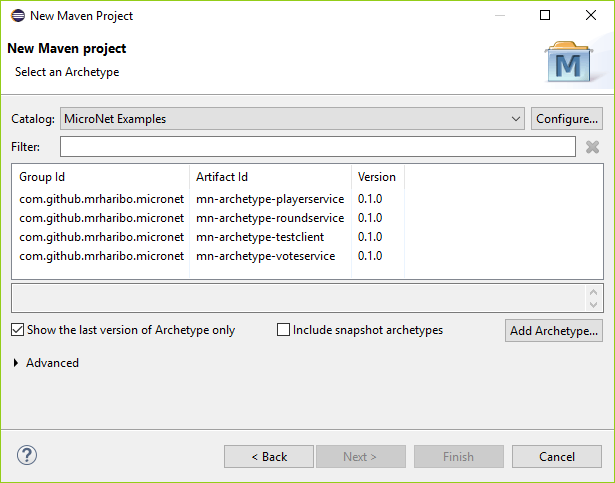 New Maven Project
New Maven project
Select an Archetype
M
Catalog: MicroNet Examples Configure...
Filter:
Group Id Artifact Id Version
com.github.mrharibo.micronet mn-archetype-playerservice 0.1.0
com.github.mrharibo.micronet mn-archetype-roundservice 0.1.0
com.github.mrharibo.micronet mn-archetype-testclient 0.1.0
com.github.mrharibo.micronet mn-archetype-voteservice 0.1.0
Show the last version of Archetype only Include snapshot archetypes Add Archetype...
Advanced
? < Back Next > Finish Cancel